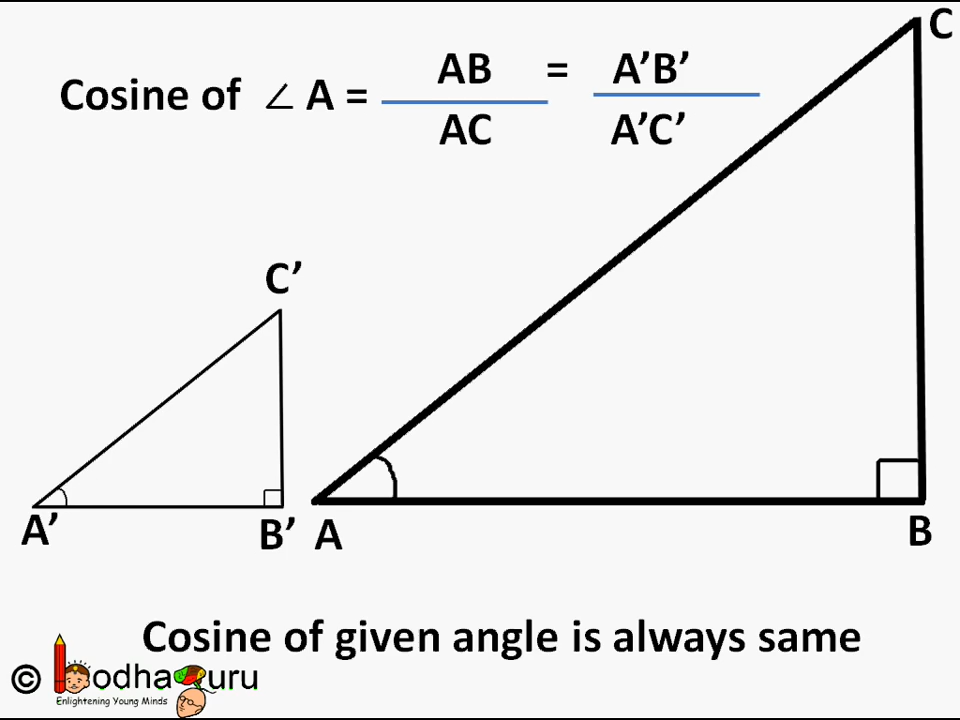 Cosine of ∠ A = AB = A’B’
AC A’C’
C
C’
A’ B’ A B
Cosine of given angle is always same
© BodhaGuru
Enlightening Young Minds